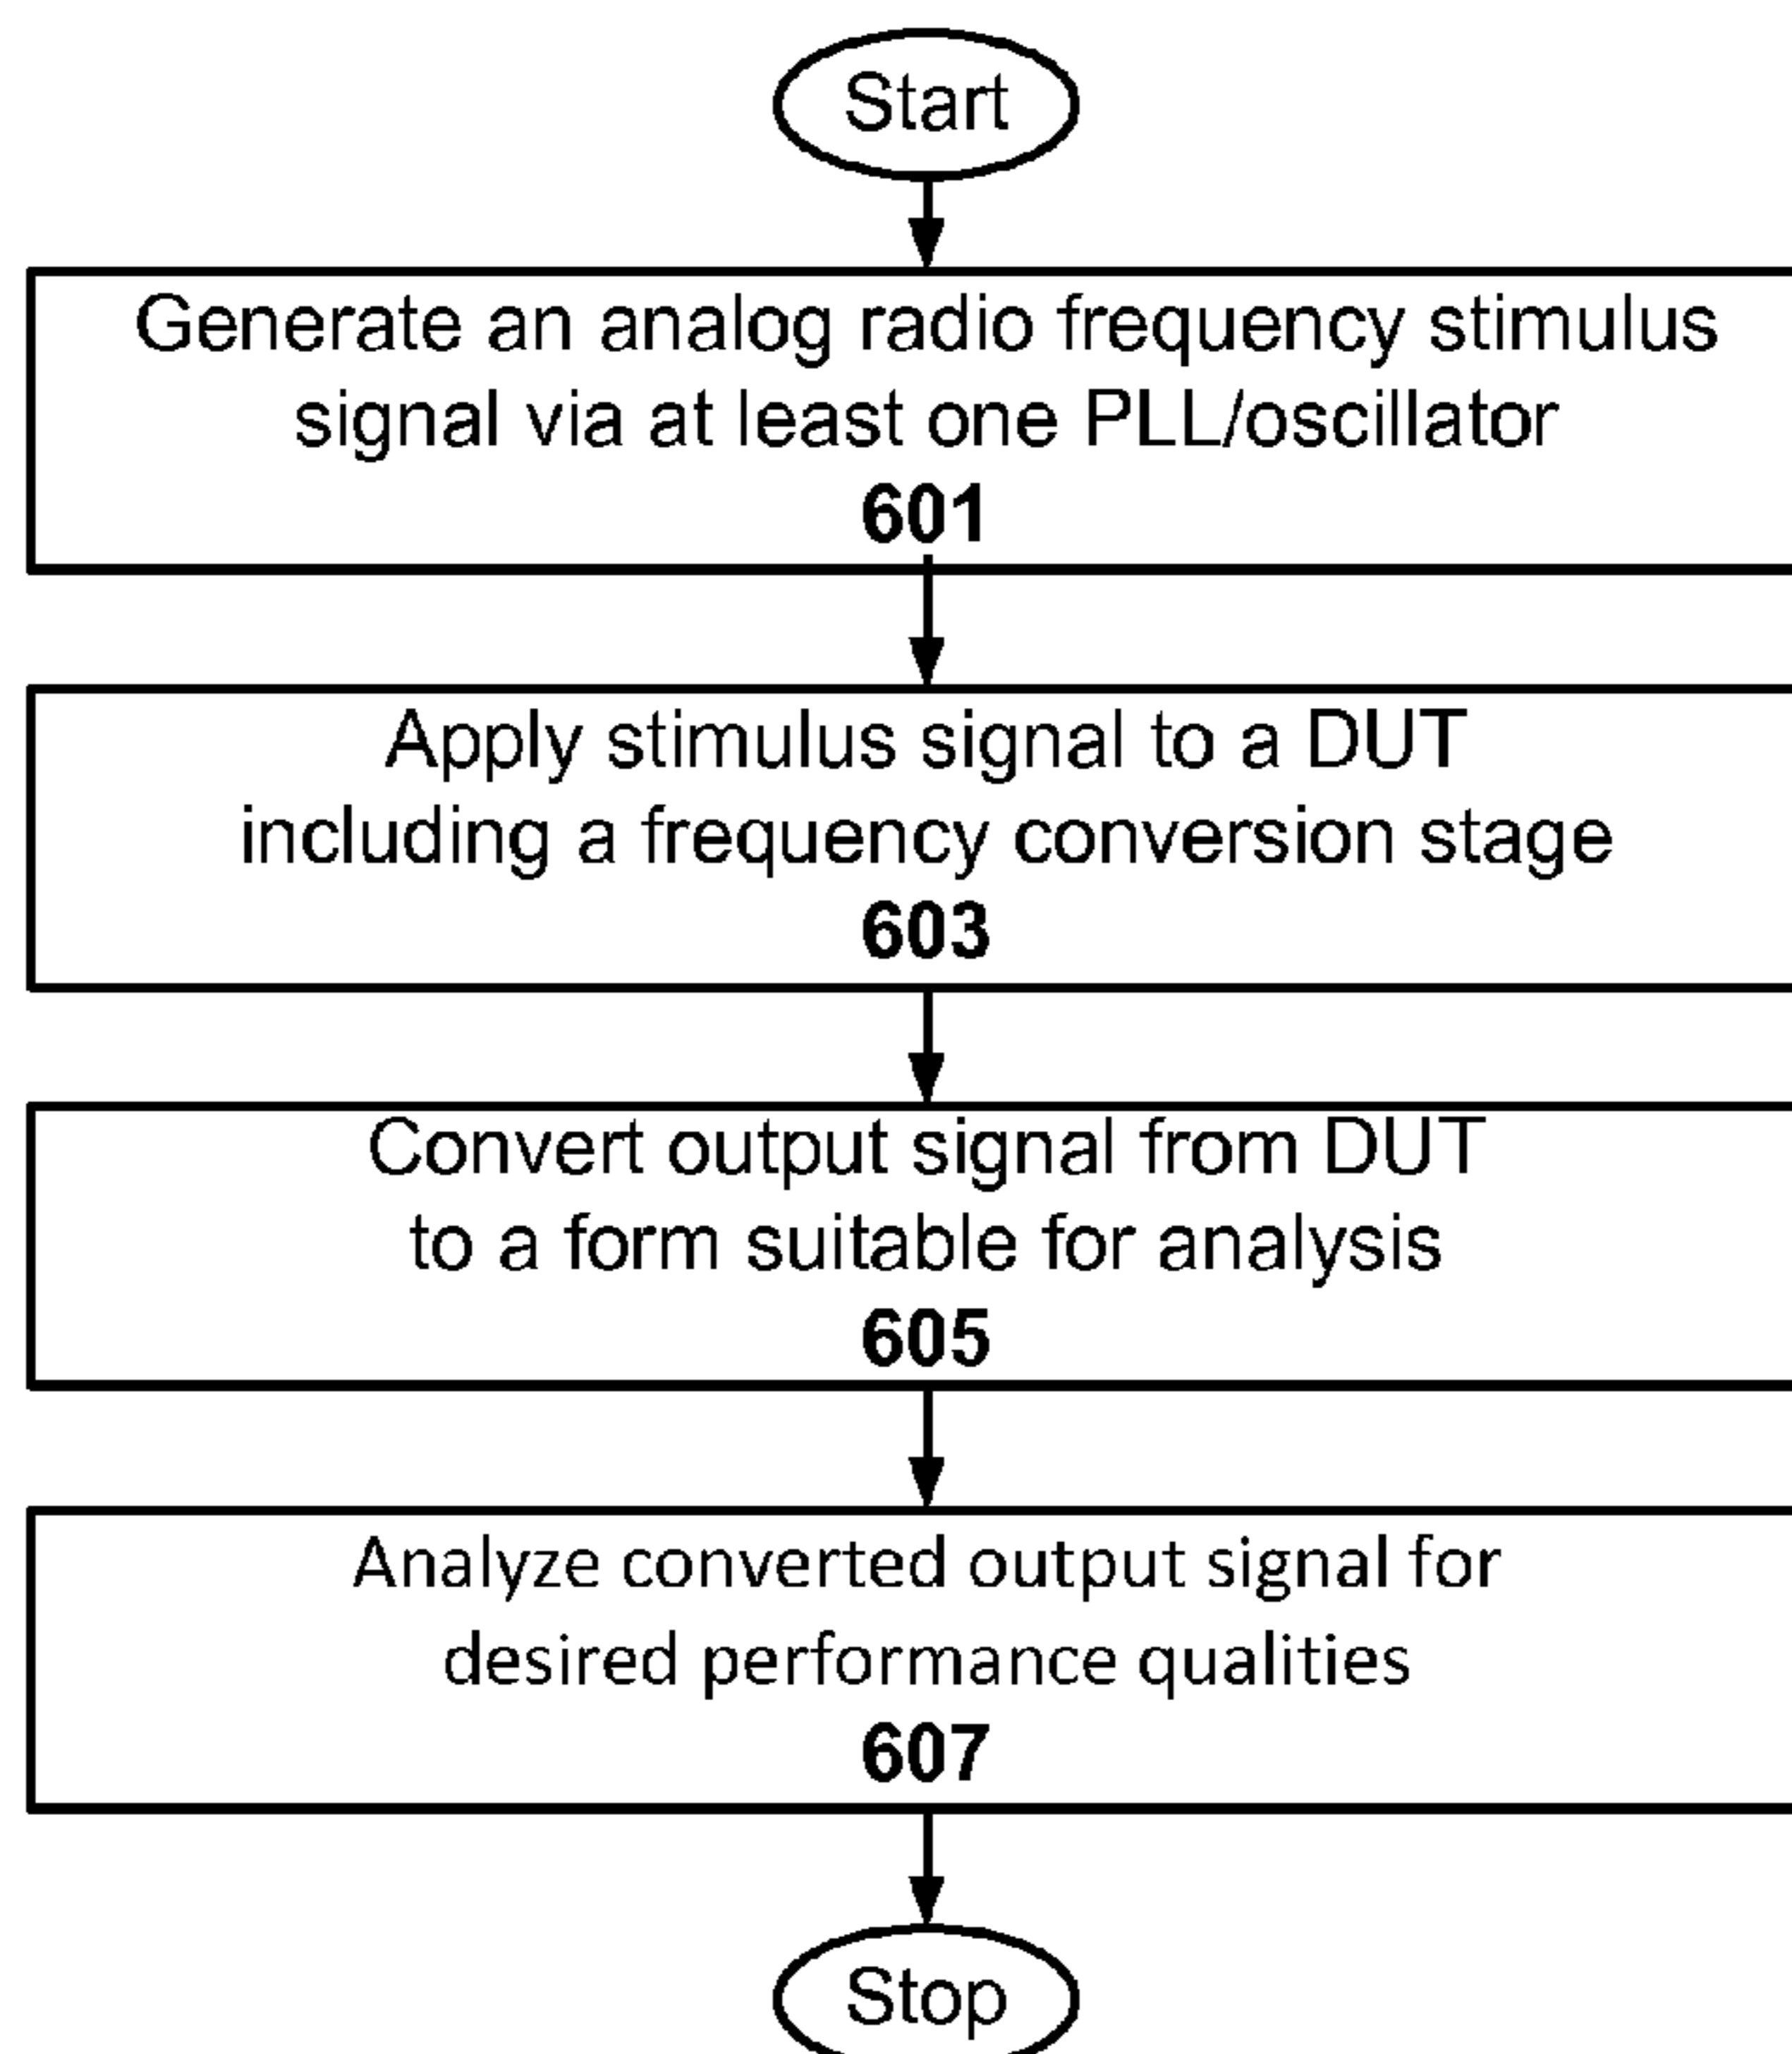 Start
Generate an analog radio frequency stimulus
signal via at least one PLL/oscillator
601
Apply stimulus signal to a DUT
including a frequency conversion stage
603
Convert output signal from DUT
to a form suitable for analysis
605
Analyze converted output signal for
desired performance qualities
607
Stop